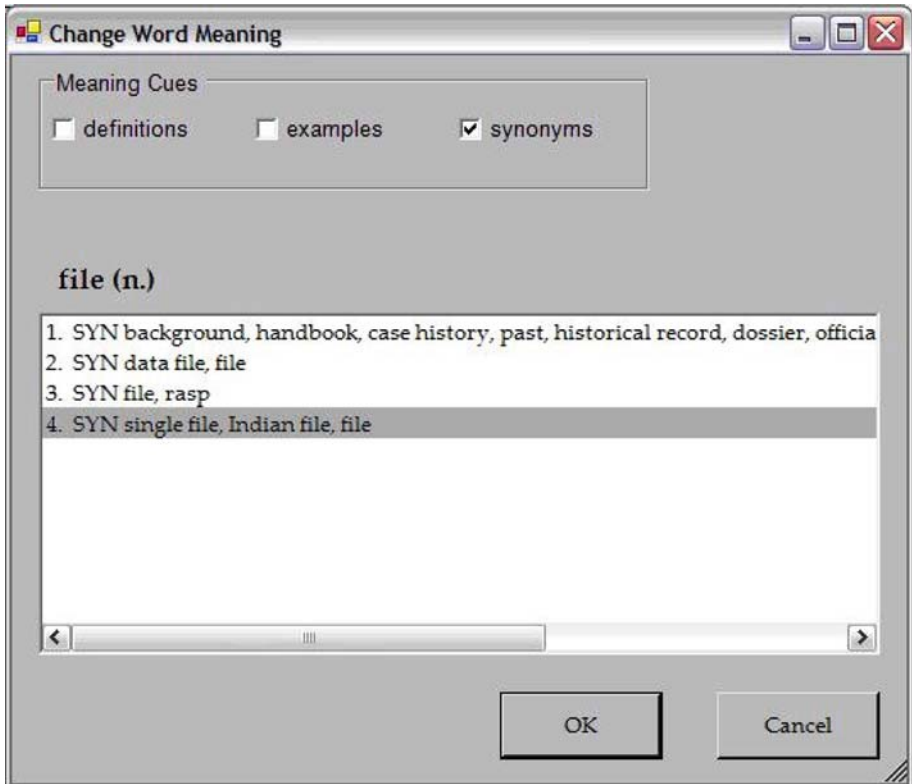 Change Word Meaning
Meaning Cues
definitions examples synonyms
file (n.)
1. SYN background, handbook, case history, past, historical record, dossier, officia
2. SYN data file, file
3. SYN file, rasp
4. SYN single file, Indian file, file
OK Cancel